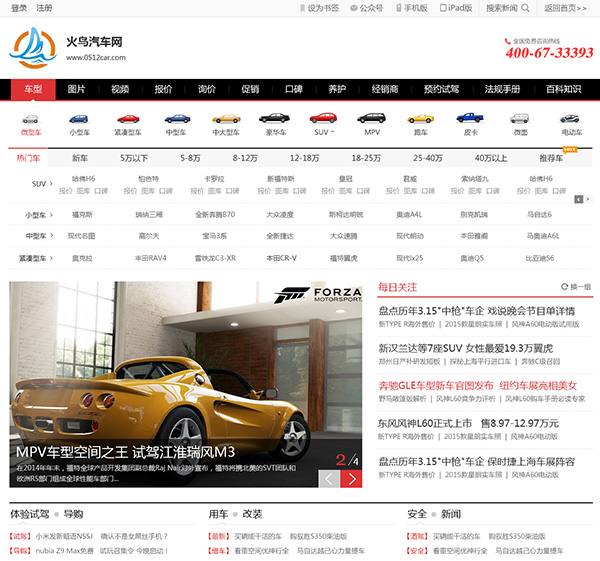 登录 注册 设为书签 公众号 手机版 iPad版 搜索新闻 返回首页>>
火鸟汽车网
www.0512car.com
全国免费咨询热线
400-67-33393
车型 图片 视频 报价 询价 促销 口碑 养护 经销商 预约试驾 法规手册 百科知识
微型车 小型车 紧凑型车 中型车 中大型车 豪华车 SUV MPV 跑车 皮卡 微面 电动车
热门车 新车 5万以下 5-8万 8-12万 12-18万 18-25万 25-40万 40万以上 推荐车
SUV 哈佛H6 怡色特 卡罗拉 新福特斯 皇冠 君威 索纳塔九 哈佛H6
报价 图库 口碑 报价 图库 口碑 报价 图库 口碑 报价 图库 口碑 报价 图库 口碑 报价 图库 口碑 报价 图库 口碑 报价 图库 口碑
小型车 福克斯 瑞纳三厢 全新奔腾870 大众凌度 斯柯达明锐 奥迪A4L 别克凯瑞 马自达6
中型车 现代名图 高尔夫 宝马3系 全新捷达 大众速腾 现代朗动 本田雅阁 马奥迪A6L
紧凑型车 奥克拉 丰田RAV4 雪铁龙C3-XR 本田CR-V 福特翼虎 现代ix25 奥迪Q5 比亚迪S6
FORZA
MOTORSPORT
MPV车型空间之王 试驾江淮瑞风M3
在2014年年末，福特全球产品开发集团副总裁Raj Nair对外宣布，福特将携北美的SVT团队和
欧洲RS部门组成全球性能车部门...
2/4
每日关注 换一组
盘点历年3.15"中枪"车企 戏说晚会节目单详情
新TYPE R海外售价 | 2015款星朗实车照 | 风神A60电动版试用版
新汉兰达等7座SUV 女性最爱19.3万翼虎
郑州日产补研发短板 | 探秘上海平行进口车 | 奔驰C级召回
奔驰GLE车型新车官图发布 纽约车展亮相美女
野马敞篷版解析 | 风神L60竞争力评析 | 风神L60购车手册必读专家
东风风神L60正式上市 售8.97-12.97万元
新TYPE R海外售价 | 2015款星朗实车照 | 风神A60电动版
盘点历年3.15"中枪"车企 保时捷上海车展阵容
新TYPE R海外售价 | 2015款星朗实车照 | 风神A60电动版
体验试驾 导购
【试驾】小米发新姐语NSSJ 确认不是女屌丝手机？
【导购】nubia Z9 Max免费 试玩召集令 今晚启动！
用车 改装
【最新】买辆能干活的车 购驭胜S350柴油版
【借车】看重空间优神行全 马自达越己心力量提车
安全 新闻
【酒驾】买辆能干活的车 购驭胜S350柴油版
【安全】看重空间优神行全 马自达越己心力量提车